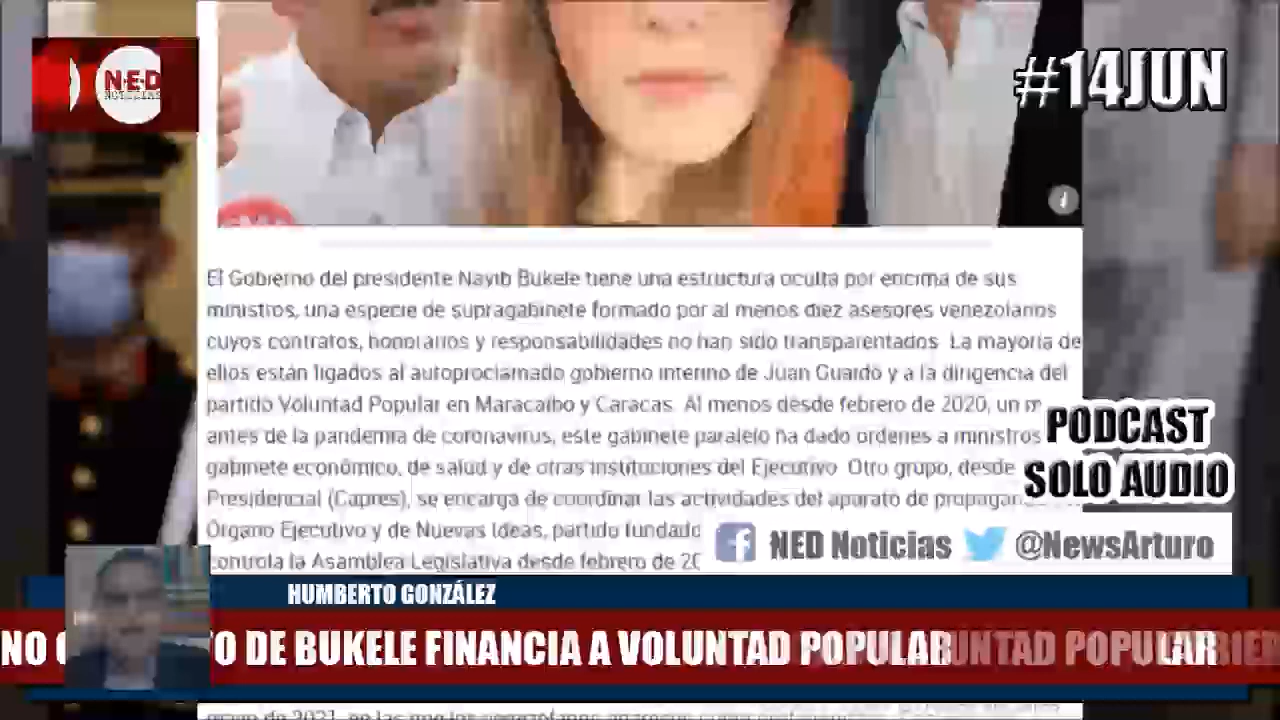 NED
NOTICIAS
#14JUN
El Gobierno del presidente Nayib Bukele tiene una estructura oculta por encima de sus
ministros, una especie de supragabinete formado por al menos diez asesores venezolanos
cuyos contratos, honorarios y responsabilidades no han sido transparentados. La mayoría de
ellos están ligados al autoproclamado gobierno interino de Juan Guaidó y a la dirigencia del
partido Voluntad Popular en Maracaibo y Caracas. Al menos desde febrero de 2020, un m
antes de la pandemia de coronavirus, este gabinete paralelo ha dado órdenes a ministros
gabinete económico, de salud y de otras instituciones del Ejecutivo. Otro grupo, desde
Presidencial (Capres), se encarga de coordinar las actividades del aparato de propagan
Órgano Ejecutivo y de Nuevas Ideas, partido fundado
controla la Asamblea Legislativa desde febrero de 20
PODCAST
SOLO AUDIO
NED Noticias @NewsArturo
HUMBERTO GONZÁLEZ
NO O DE BUKELE FINANCIA A VOLUNTAD POPULAR